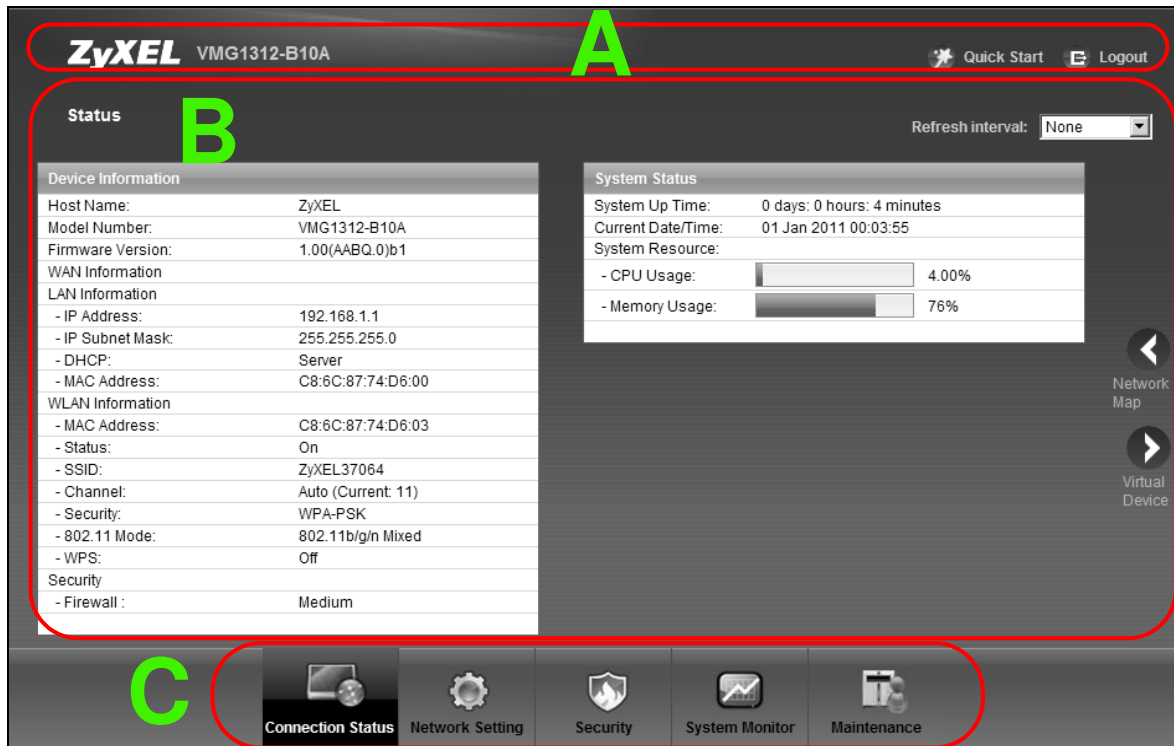 ZyXEL VMG1312-B10A
A
Quick Start Logout
Status
B
Refresh interval: None
Device Information
Host Name: ZyXEL
Model Number: VMG1312-B10A
Firmware Version: 1.00(AABQ.0)b1
WAN Information
LAN Information
- IP Address: 192.168.1.1
- IP Subnet Mask: 255.255.255.0
- DHCP: Server
- MAC Address: C8:6C:87:74:D6:00
WLAN Information
- MAC Address: C8:6C:87:74:D6:03
- Status: On
- SSID: ZyXEL37064
- Channel: Auto (Current: 11)
- Security: WPA-PSK
- 802.11 Mode: 802.11b/g/n Mixed
- WPS: Off
Security
- Firewall : Medium
System Status
System Up Time: 0 days: 0 hours: 4 minutes
Current Date/Time: 01 Jan 2011 00:03:55
System Resource:
- CPU Usage: 4.00%
- Memory Usage: 76%
Network
Map
Virtual
Device
C
Connection Status Network Setting Security System Monitor Maintenance